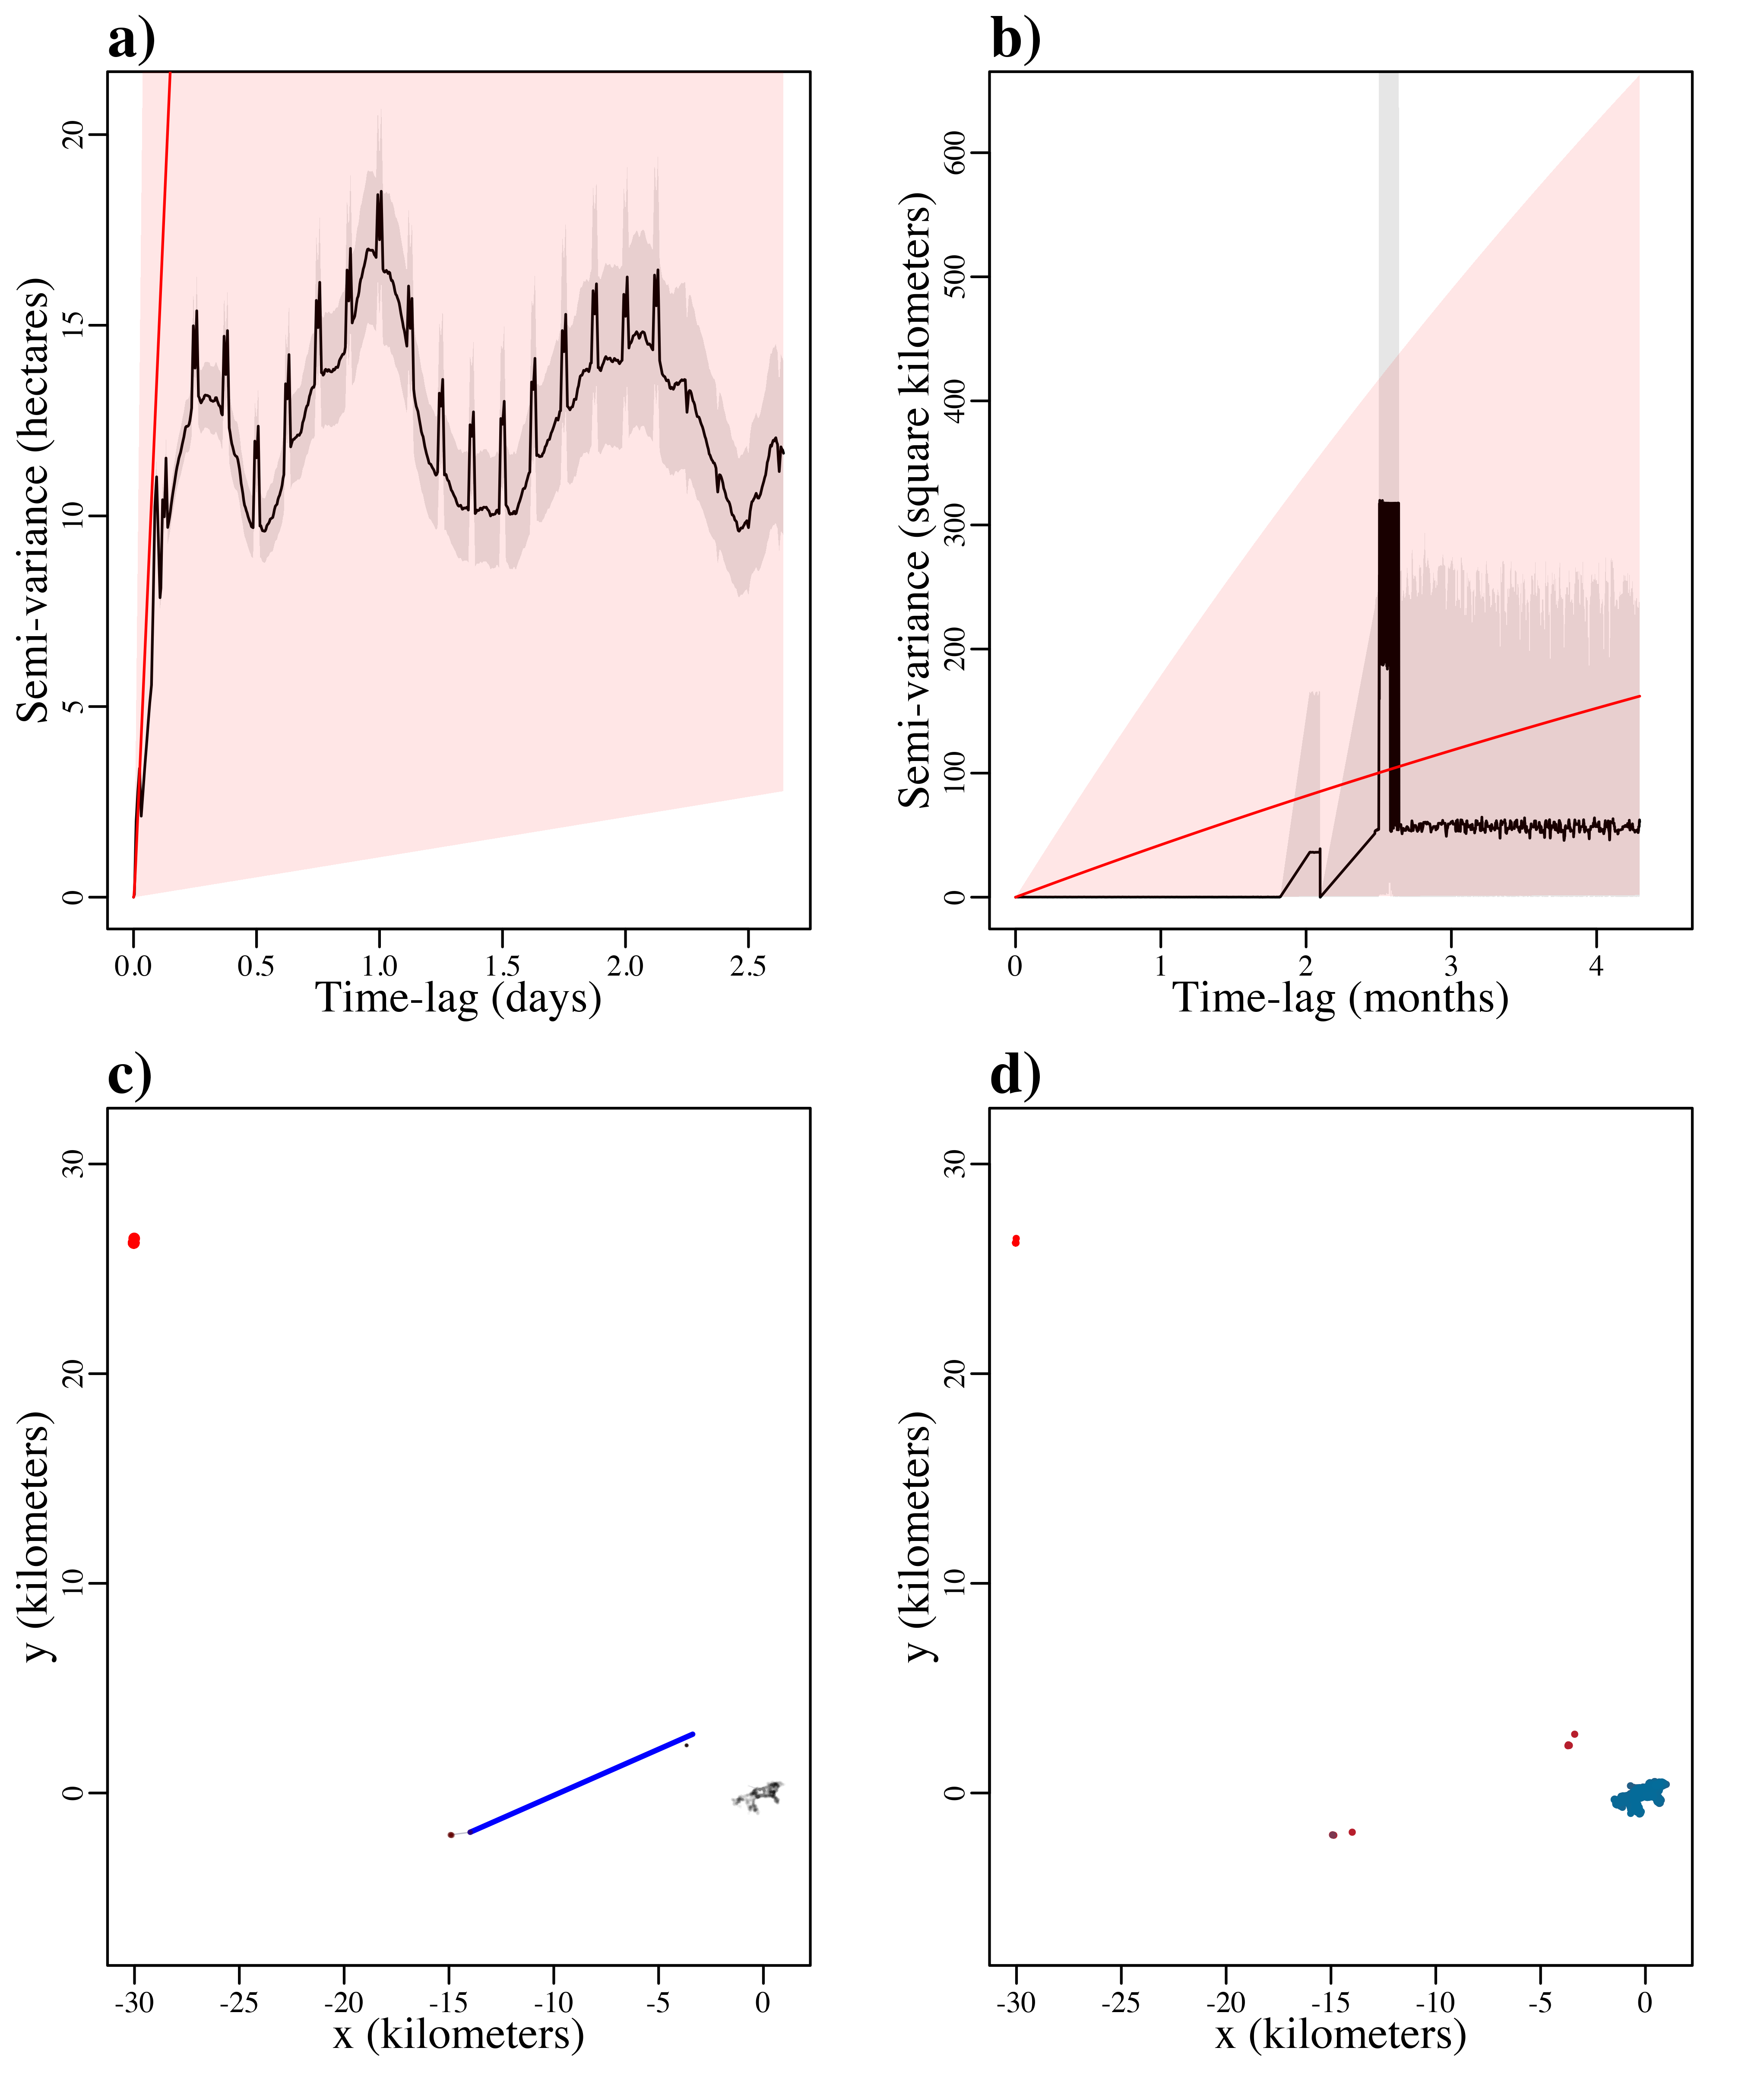 a)
Semi-variance (hectares)
20
15
10
5
0
0.0 0.5 1.0 1.5 2.0 2.5
Time-lag (days)
b)
Semi-variance (square kilometers)
600
500
400
300
200
100
0
0 1 2 3 4
Time-lag (months)
c)
y (kilometers)
30
20
10
0
-30 -25 -20 -15 -10 -5 0
x (kilometers)
d)
y (kilometers)
30
20
10
0
-30 -25 -20 -15 -10 -5 0
x (kilometers)